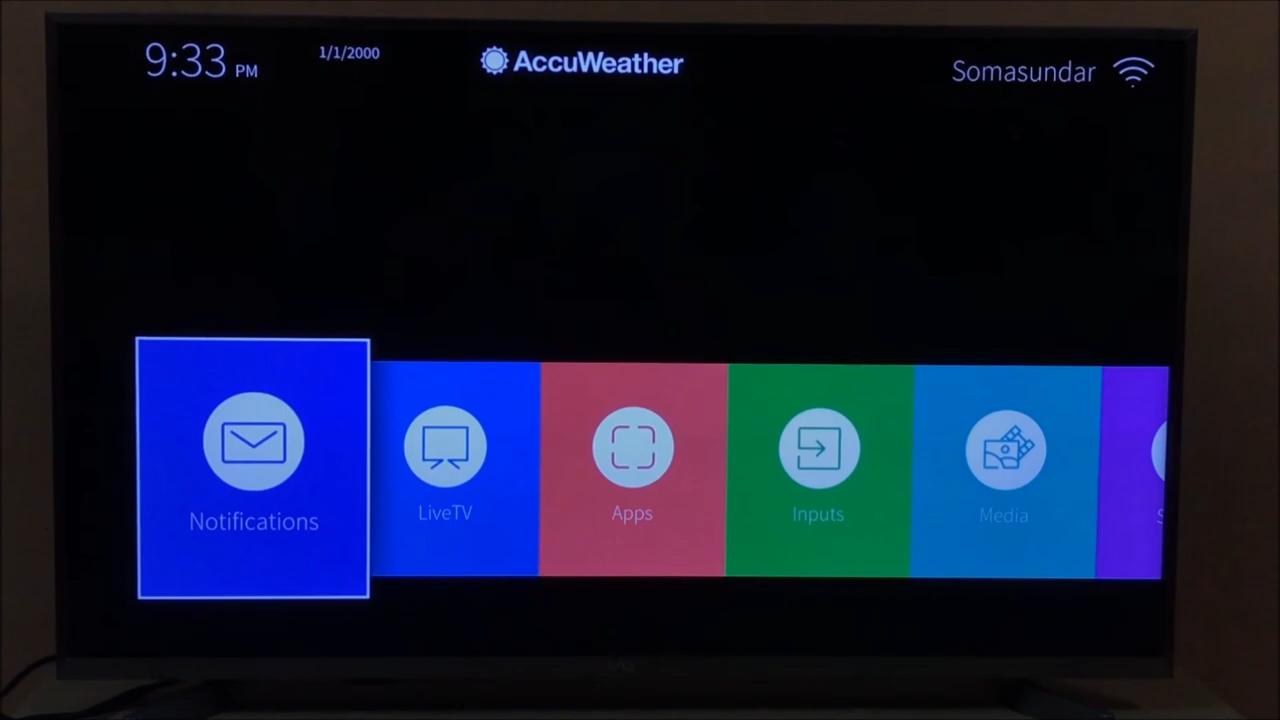 9:33 PM
1/1/2000
AccuWeather
Somasundar
Notifications
LiveTV
Apps
Inputs
Media